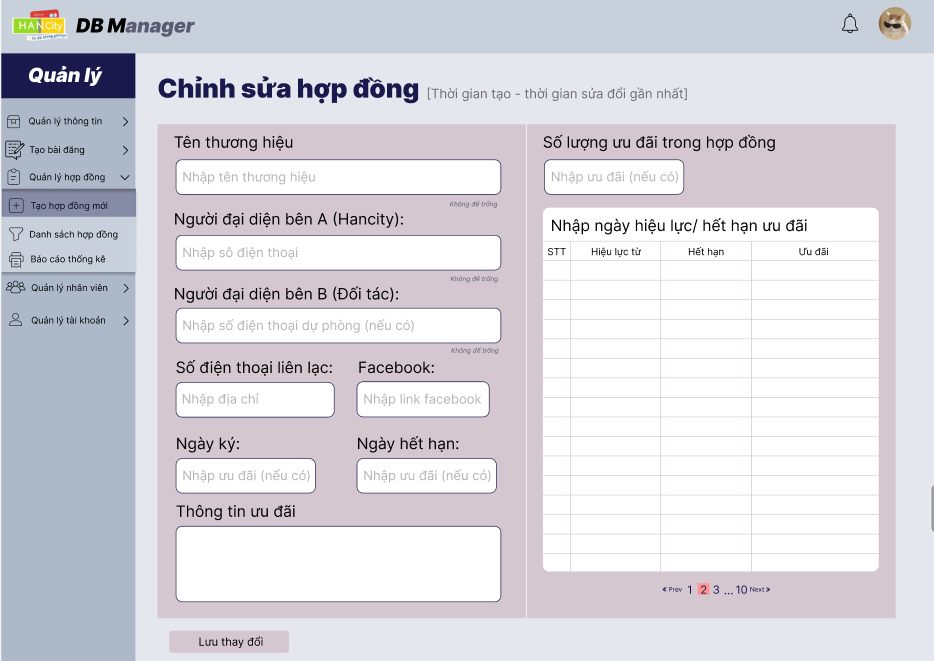 HANCity
DB Manager
Quản lý
Quản lý thông tin
Tạo bài đăng
Quản lý hợp đồng
Tạo hợp đồng mới
Danh sách hợp đồng
Báo cáo thống kê
Quản lý nhân viên
Quản lý tài khoản
Chỉnh sửa hợp đồng [Thời gian tạo - thời gian sửa đổi gần nhất]
Tên thương hiệu
Nhập tên thương hiệu
Không để trống
Người đại diện bên A (Hancity):
Nhập sô điện thoại
Không để trống
Người đại diện bên B (Đối tác):
Nhập số điện thoại dự phòng (nếu có)
Không để trống
Số điện thoại liên lạc: Facebook:
Nhập địa chỉ Nhập link facebook
Ngày ký: Ngày hết hạn:
Nhập ưu đãi (nếu có) Nhập ưu đãi (nếu có)
Thông tin ưu đãi
Số lượng ưu đãi trong hợp đồng
Nhập ưu đãi (nếu có)
Nhập ngày hiệu lực/ hết hạn ưu đãi
STT Hiệu lực từ Hết hạn Ưu đãi
Prev 1 2 3 ... 10 Next
Lưu thay đổi